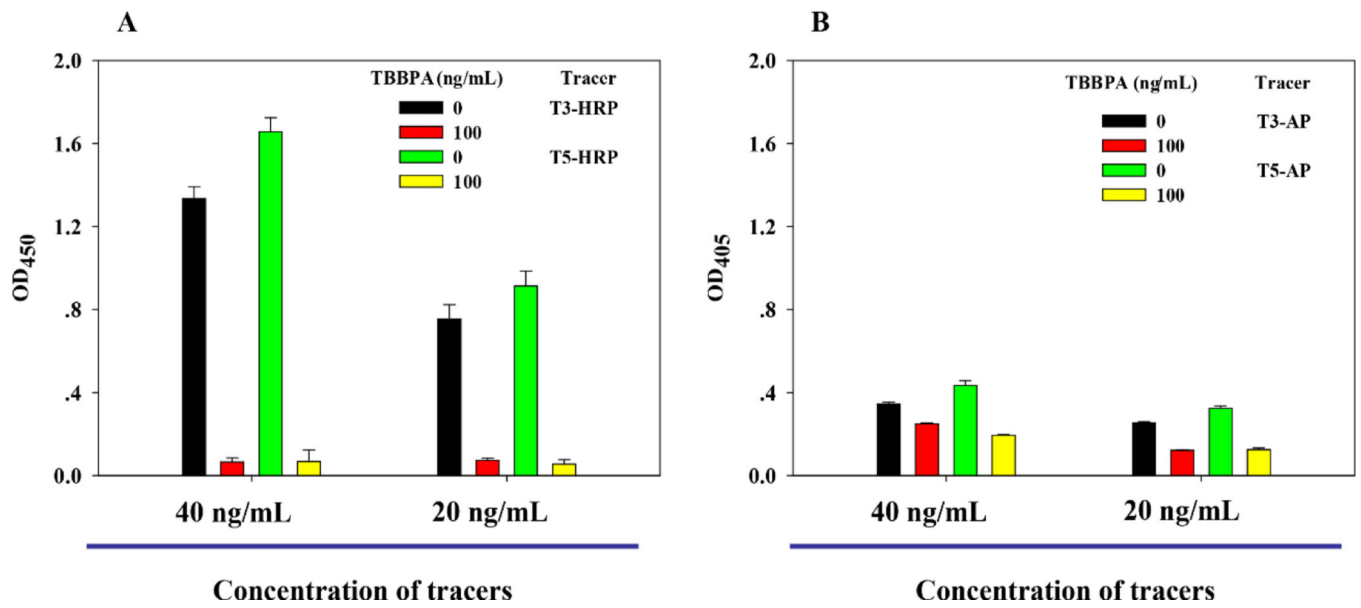 A
2.0
1.6
1.2
.8
.4
0.0
OD450
TBBPA (ng/mL) Tracer
0 T3-HRP
100
0 T5-HRP
100
40 ng/mL 20 ng/mL
Concentration of tracers
B
2.0
1.6
1.2
.8
.4
0.0
OD405
TBBPA (ng/mL) Tracer
0 T3-AP
100
0 T5-AP
100
40 ng/mL 20 ng/mL
Concentration of tracers